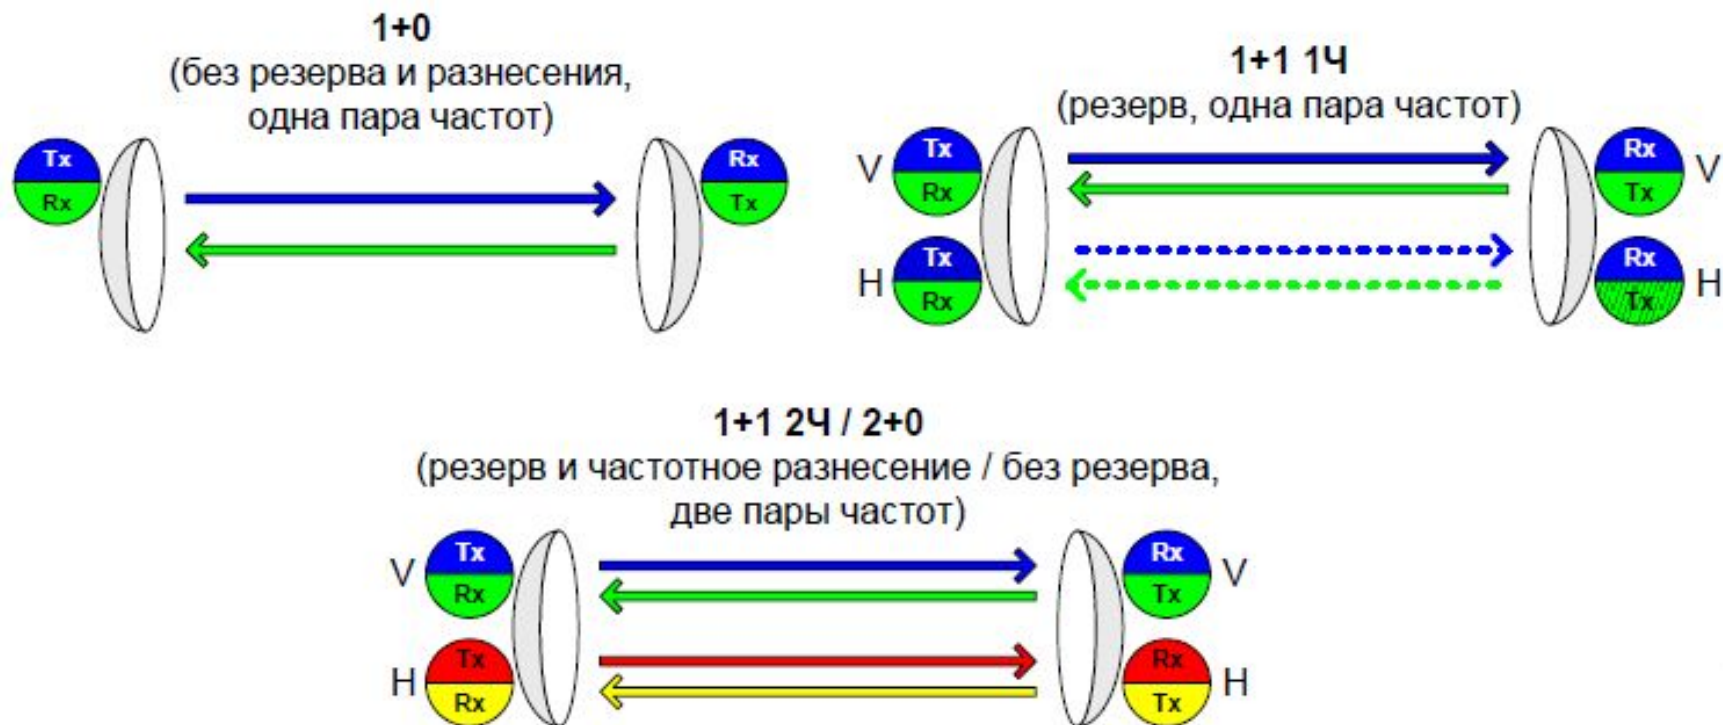 1+0
(без резерва и разнесения,
одна пара частот)
Tx
Rx
Rx
Tx
1+1 1Ч
(резерв, одна пара частот)
V
Tx
Rx
Rx
Tx
V
H
Tx
Rx
Rx
Tx
H
1+1 2Ч / 2+0
(резерв и частотное разнесение / без резерва,
две пары частот)
V
Tx
Rx
Rx
Tx
V
H
Tx
Rx
Rx
Tx
H